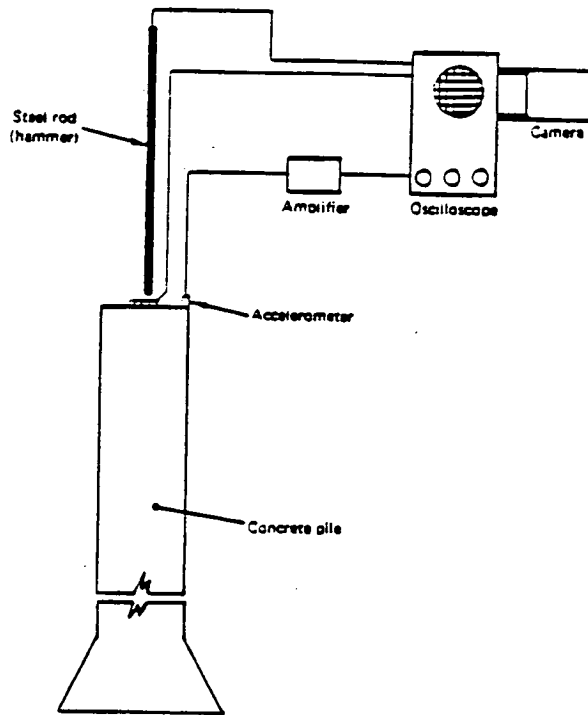 Steel rod
(hammer)
Camera
Amplifier
Oscilloscope
Accelerometer
Concrete pile